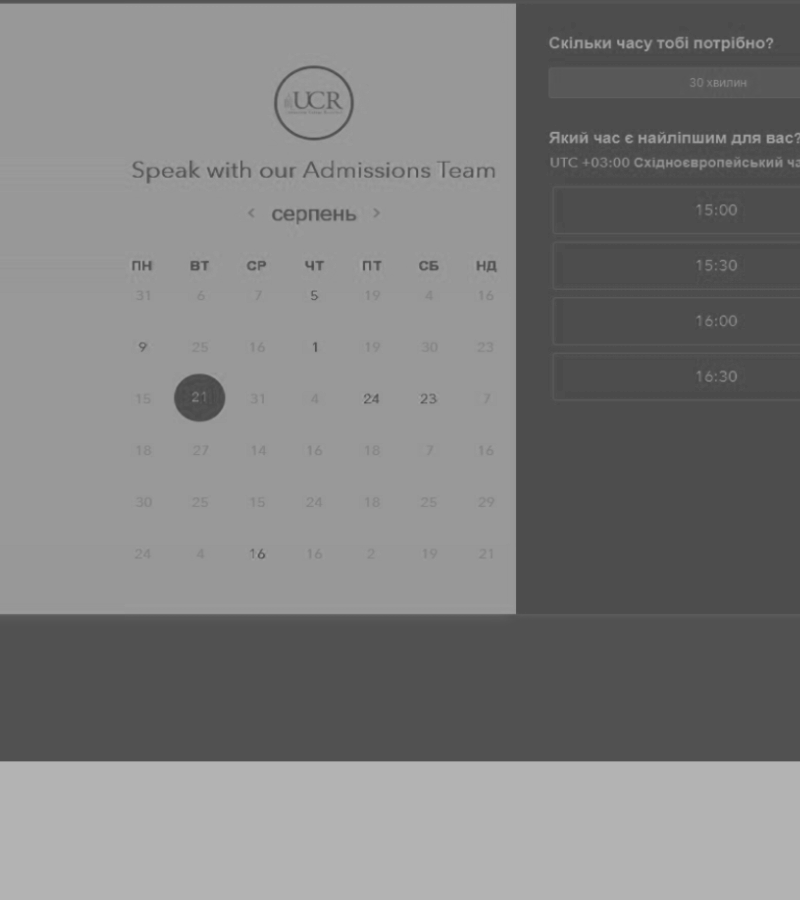 UCR
Speak with our Admissions Team
‹ серпень ›
ПН ВТ СР ЧТ ПТ СБ НД
31 6 7 5 19 4 16
9 25 16 1 19 30 23
15 21 31 4 24 23 7
18 27 14 16 18 7 16
30 25 15 24 18 25 29
24 4 16 16 2 19 21
Скільки часу тобі потрібно?
30 хвилин
Який час є найліпшим для вас?
UTC +03:00 Східноєвропейський ча
15:00
15:30
16:00
16:30